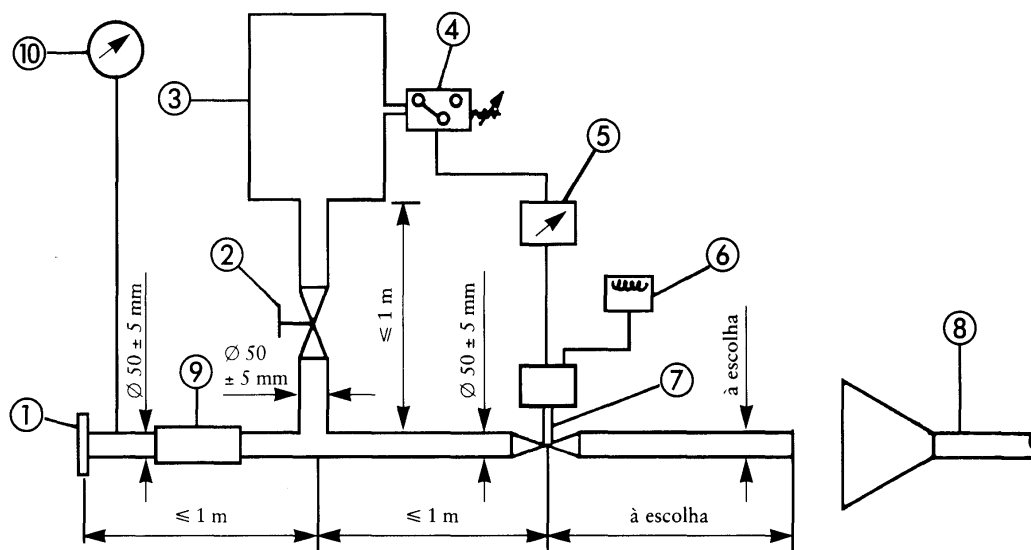 10
3
4
5
2
6
≤ 1 m
Ø 50 ± 5 mm
Ø 50 ± 5 mm
à escolha
9
Ø 50
± 5 mm
7
8
1
≤ 1 m
≤ 1 m
à escolha